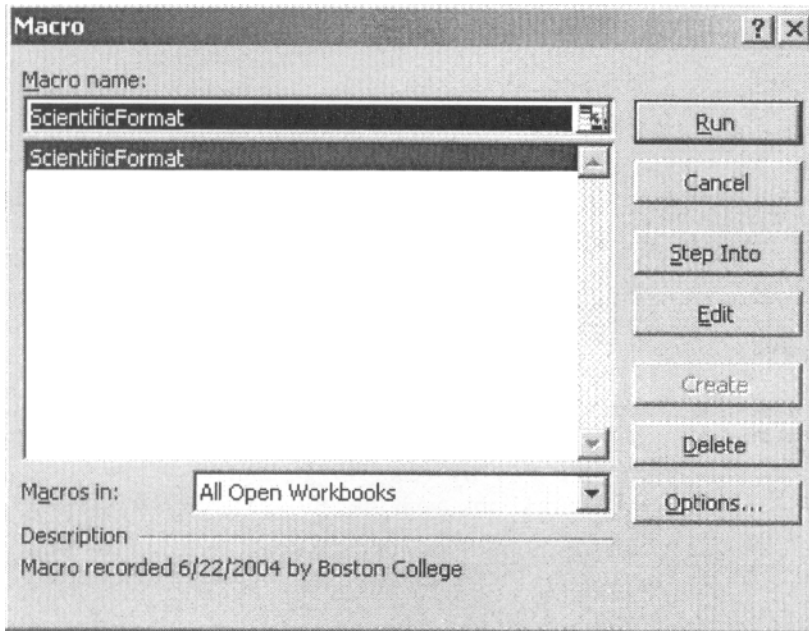 Macro
Macro name:
ScientificFormat
ScientificFormat
Run
Cancel
Step Into
Edit
Create
Delete
Macros in:
All Open Workbooks
Options...
Description
Macro recorded 6/22/2004 by Boston College